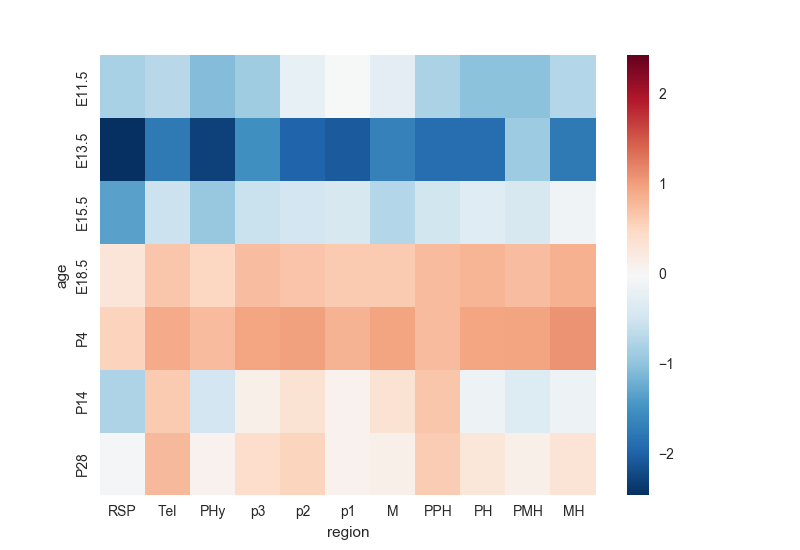 E11.5
E13.5
E15.5
E18.5
P4
P14
P28
age
RSP Tel PHy p3 p2 p1 M PPH PH PMH MH
region
2
1
0
−1
−2